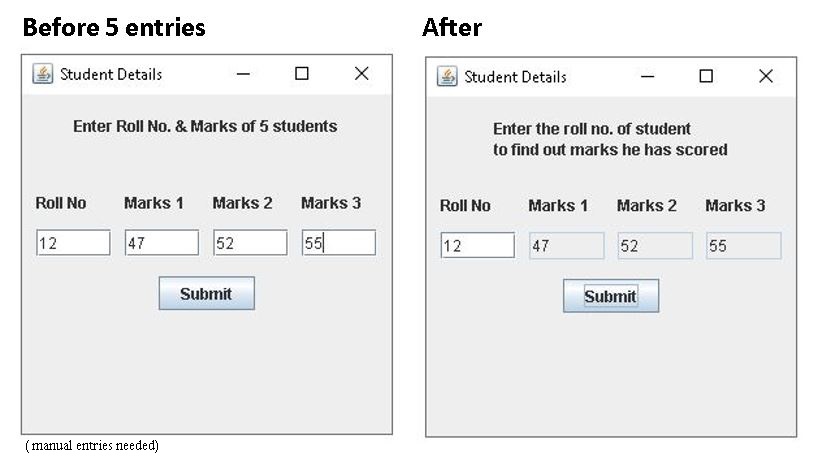 Before 5 entries
Student Details
Enter Roll No. & Marks of 5 students
Roll No Marks 1 Marks 2 Marks 3
12 47 52 55
Submit
( manual entries needed)
After
Student Details
Enter the roll no. of student
to find out marks he has scored
Roll No Marks 1 Marks 2 Marks 3
12 47 52 55
Submit